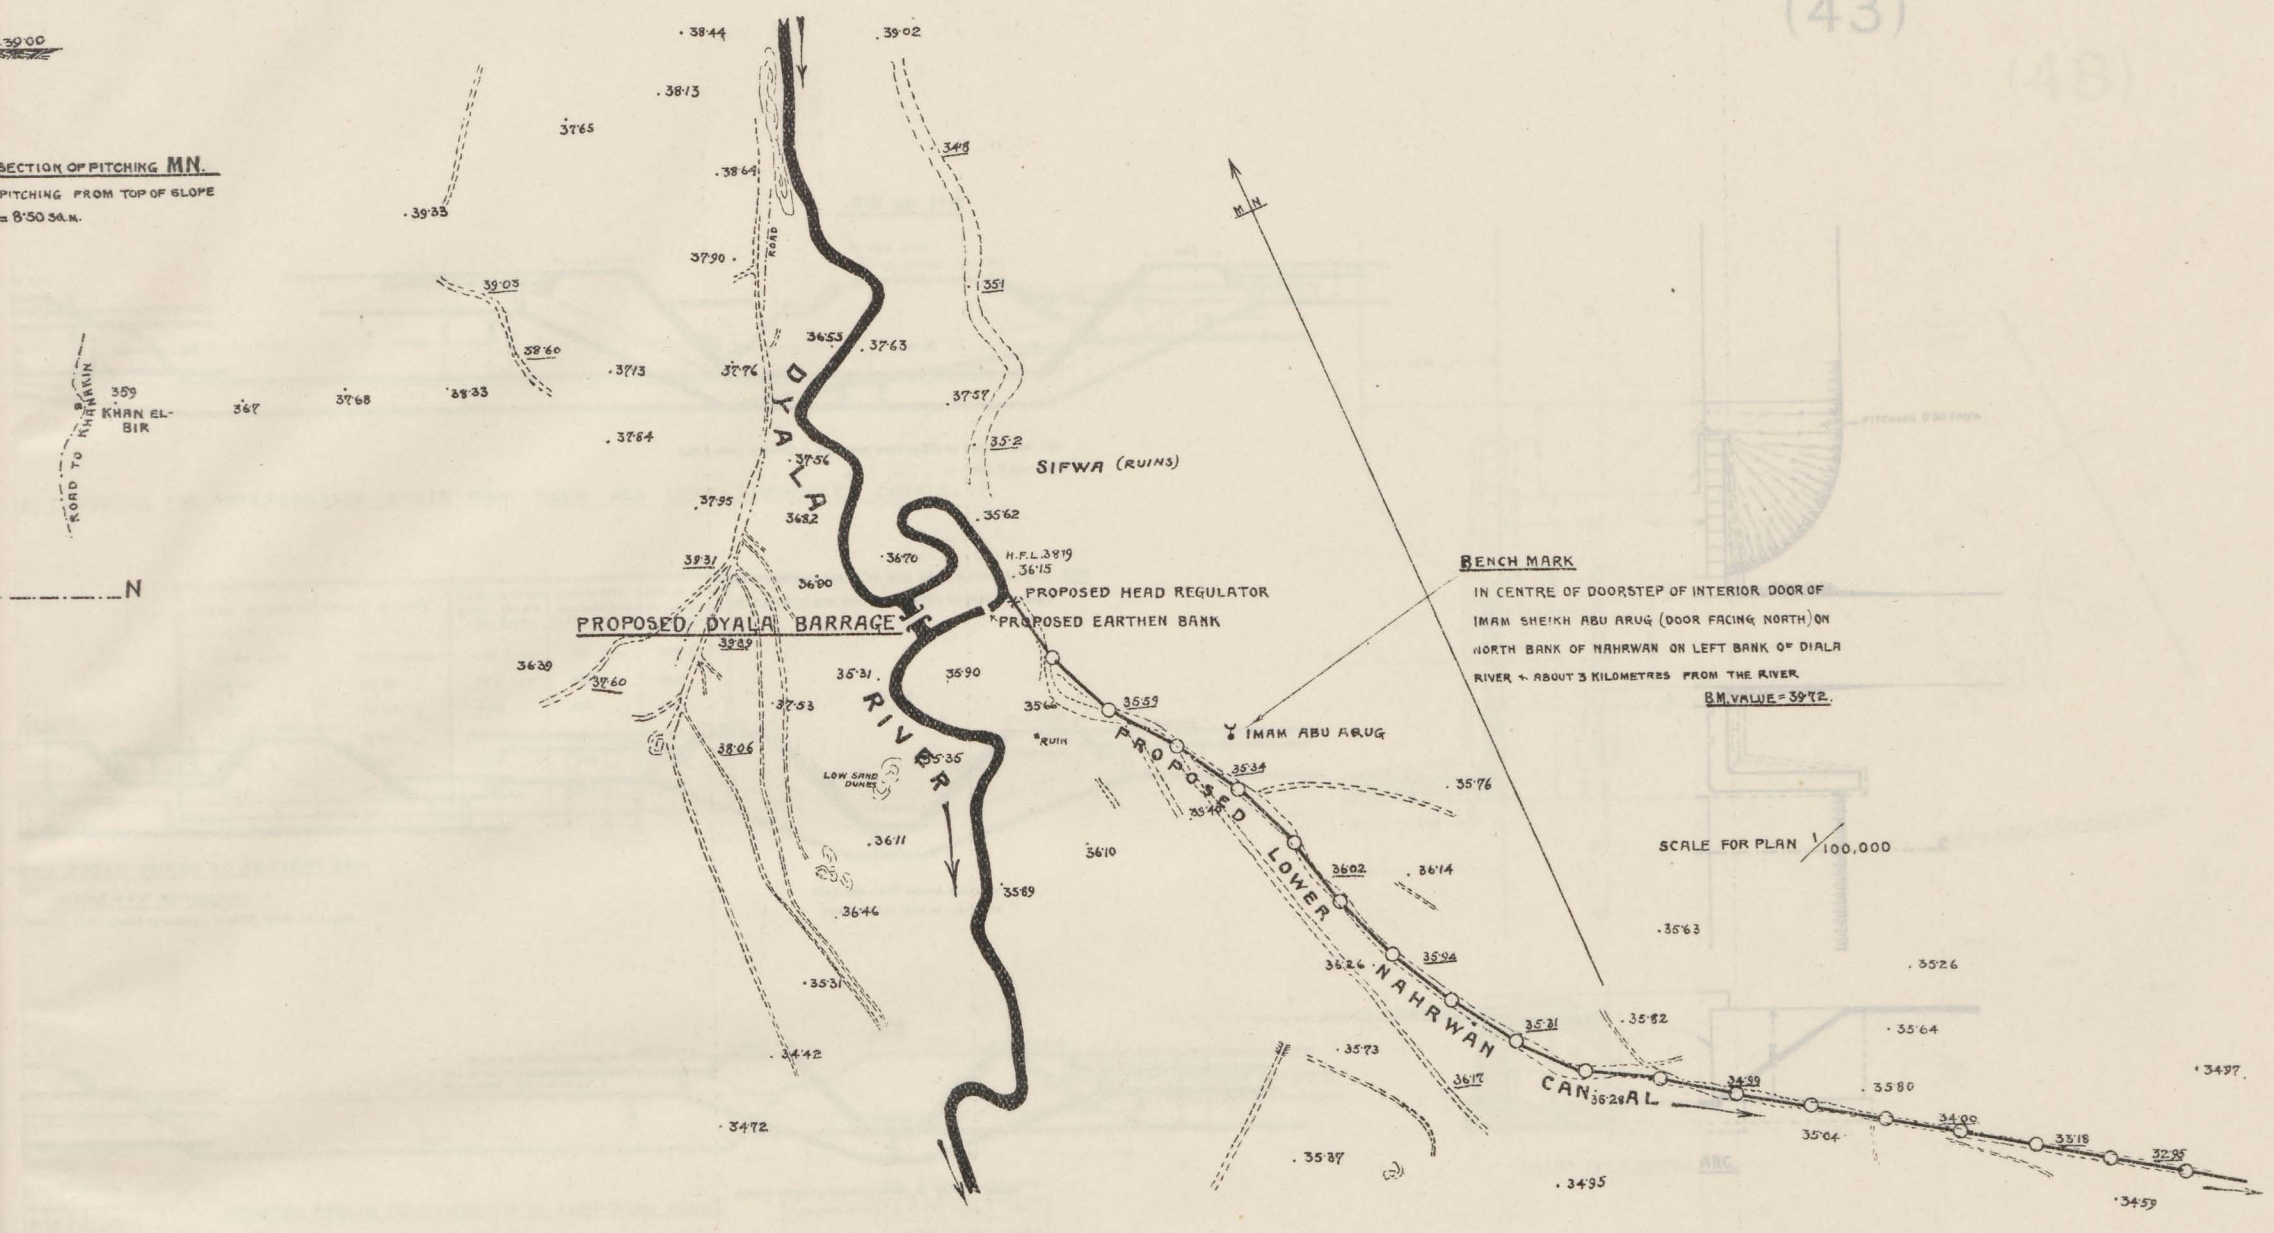 (43)
(48)
39·00
SECTION OF PITCHING MN.
PITCHING FROM TOP OF SLOPE
= 8·50 SQ.M.
N
38·44
39·02
38·13
37·65
34·8
38·64
39·33
ROAD
37·90
39·03
35·1
36·53
37·63
38·60
37·13
37·76
ROAD TO KHANAKIN
35·9
KHAN EL-
BIR
36·7
37·68
38·33
37·57
37·84
35·2
DYALA
SIFWA (RUINS)
37·56
37·95
36·82
35·62
39·31
36·70
H.F.L. 38·19
36·15
36·90
PROPOSED HEAD REGULATOR
PROPOSED DYALA BARRAGE
PROPOSED EARTHEN BANK
BENCH MARK
IN CENTRE OF DOORSTEP OF INTERIOR DOOR OF
IMAM SHEIKH ABU ARUG (DOOR FACING NORTH) ON
NORTH BANK OF NAHRWAN ON LEFT BANK OF DIALA
RIVER & ABOUT 3 KILOMETRES FROM THE RIVER
B.M. VALUE = 39·72.
MN
36·39
37·60
35·31
35·90
RIVER
37·53
35·59
38·06
RUIN
IMAM ABU ARUG
35·35
LOW SAND
DUNES
35·34
35·76
36·11
36·10
SCALE FOR PLAN 1/100,000
36·02
36·14
35·89
36·46
35·63
PROPOSED LOWER NAHRWAN CANAL
36·26
35·94
35·26
35·31
35·31
35·82
35·64
34·42
35·73
36·17
34·99
34·97
35·28
35·80
34·72
35·04
34·00
33·18
32·95
35·37
34·95
34·59
ABC.